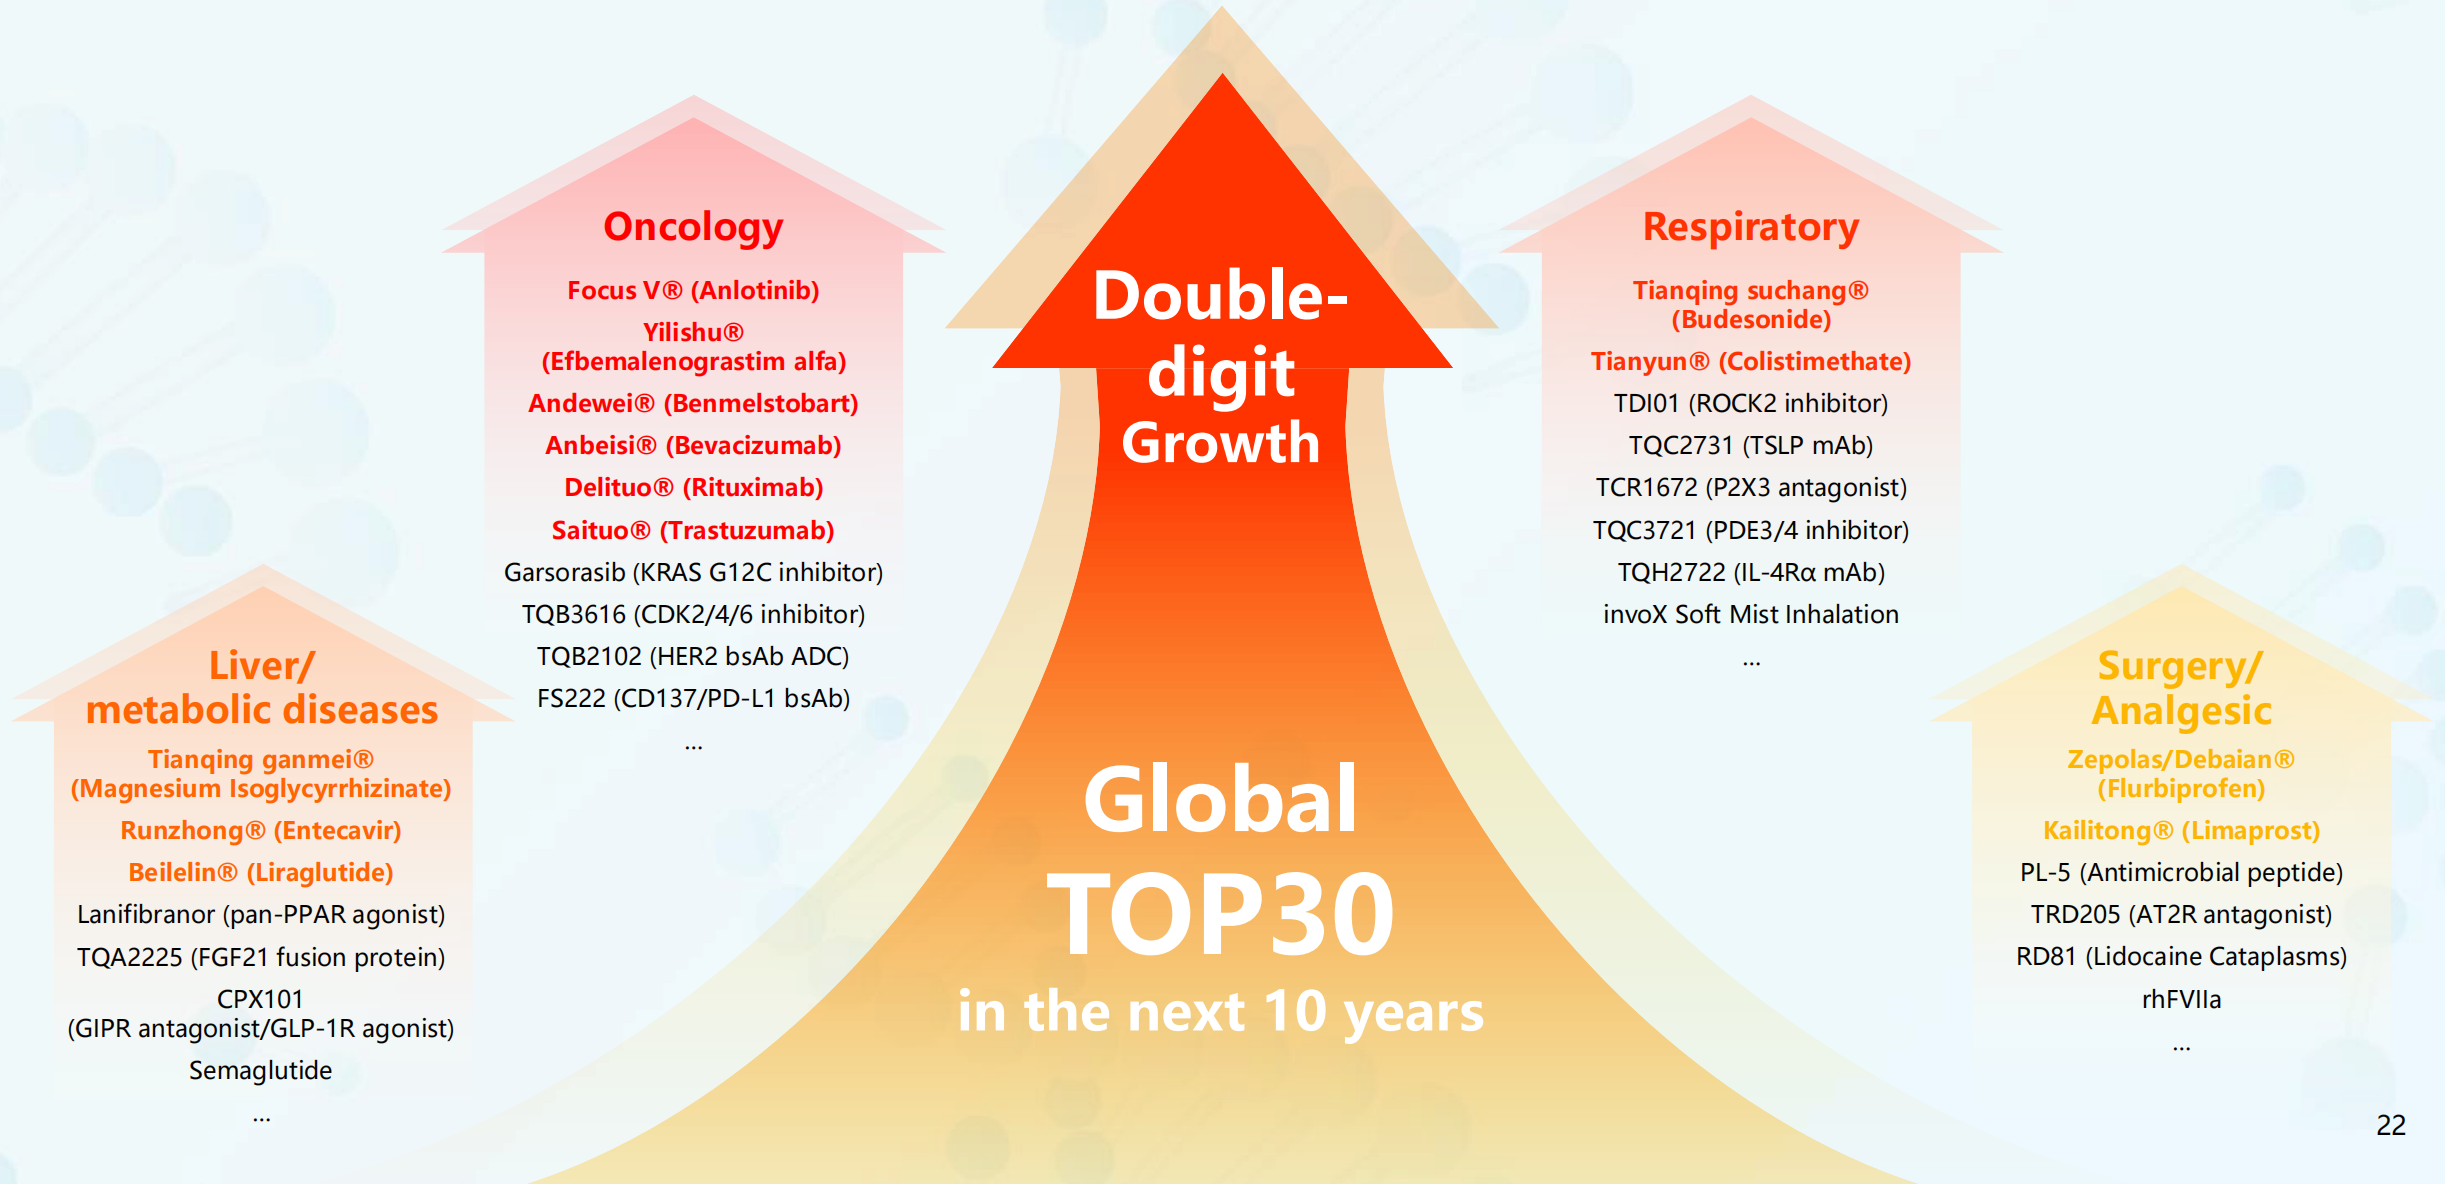 Liver/
metabolic diseases
Tianqing ganmei®
(Magnesium Isoglycyrrhizinate)
Runzhong® (Entecavir)
Beilelin® (Liraglutide)
Lanifibranor (pan-PPAR agonist)
TQA2225 (FGF21 fusion protein)
CPX101
(GIPR antagonist/GLP-1R agonist)
Semaglutide
...
Oncology
Focus V® (Anlotinib)
Yilishu®
(Efbemalenograstim alfa)
Andewei® (Benmelstobart)
Anbeisi® (Bevacizumab)
Delituo® (Rituximab)
Saituo® (Trastuzumab)
Garsorasib (KRAS G12C inhibitor)
TQB3616 (CDK2/4/6 inhibitor)
TQB2102 (HER2 bsAb ADC)
FS222 (CD137/PD-L1 bsAb)
...
Double-
digit
Growth
Global
TOP30
in the next 10 years
Respiratory
Tianqing suchang®
(Budesonide)
Tianyun® (Colistimethate)
TDI01 (ROCK2 inhibitor)
TQC2731 (TSLP mAb)
TCR1672 (P2X3 antagonist)
TQC3721 (PDE3/4 inhibitor)
TQH2722 (IL-4Rα mAb)
invoX Soft Mist Inhalation
...
Surgery/
Analgesic
Zepolas/Debaian®
(Flurbiprofen)
Kailitong® (Limaprost)
PL-5 (Antimicrobial peptide)
TRD205 (AT2R antagonist)
RD81 (Lidocaine Cataplasms)
rhFVIIa
...
22